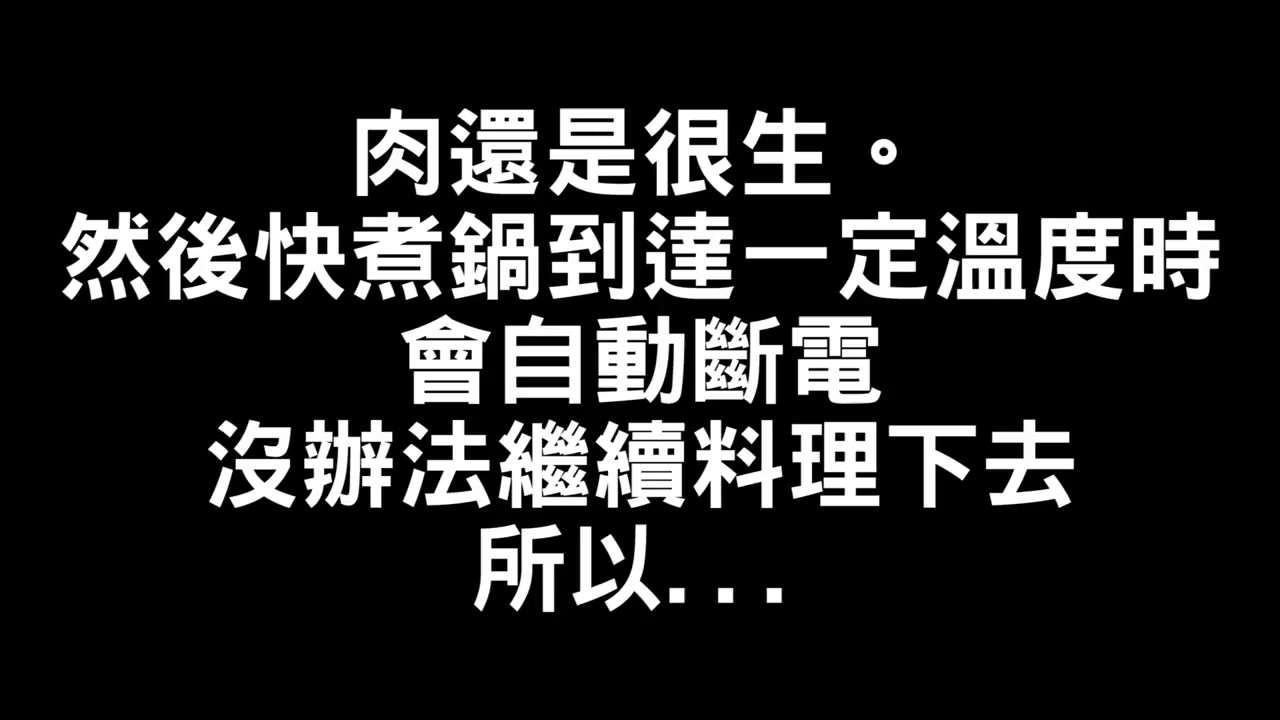 肉還是很生。
然後快煮鍋到達一定溫度時
會自動斷電
沒辦法繼續料理下去
所以...